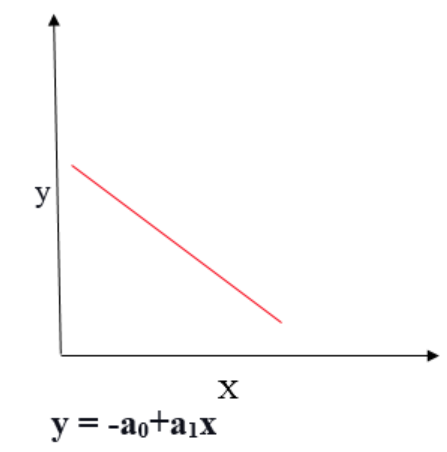 y
x
y = -a₀+a₁x